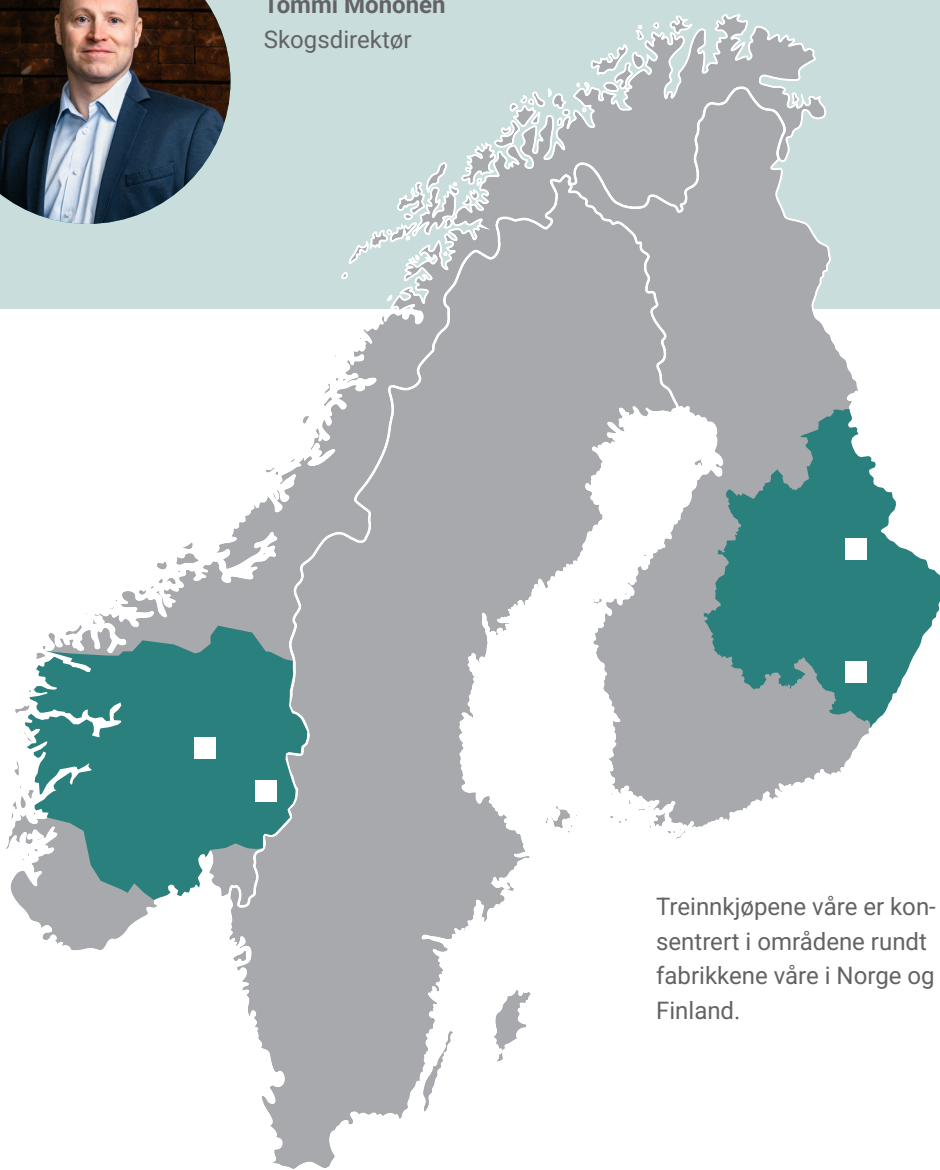 Tommi Mononen
Skogsdirektør
Treinnkjøpene våre er kon-
sentrert i områdene rundt
fabrikkene våre i Norge og
Finland.